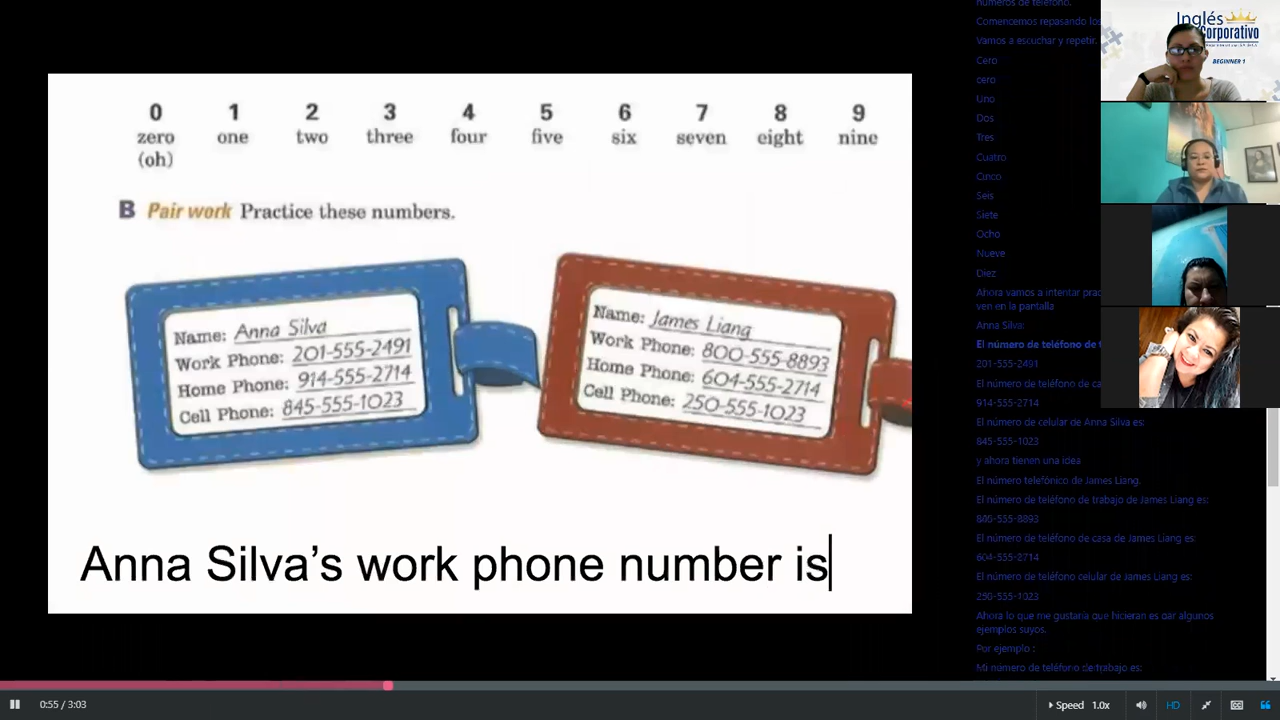 0 1 2 3 4 5 6 7 8 9
zero one two three four five six seven eight nine
(oh)
B Pair work Practice these numbers.
Name: Anna Silva
Work Phone: 201-555-2491
Home Phone: 914-555-2714
Cell Phone: 845-555-1023
Name: James Liang
Work Phone: 800-555-8893
Home Phone: 604-555-2714
Cell Phone: 250-555-1023
Anna Silva's work phone number is
números de teléfono.
Comencemos repasando los
Vamos a escuchar y repetir.
Cero
cero
Uno
Dos
Tres
Cuatro
Cinco
Seis
Siete
Ocho
Nueve
Diez
Ahora vamos a intentar
ven en la pantalla
Anna Silva:
El número de teléfono de
201-555-2491
El número de teléfono de
914-555-2714
El número de celular de Anna Silva es:
845-555-1023
y ahora tienen una idea
El número telefónico de James Liang.
El número de teléfono de trabajo de James Liang es:
800-555-8893
El número de teléfono de casa de James Liang es:
604-555-2714
El número de teléfono celular de James Liang es:
250-555-1023
Ahora lo que me gustaría que hicieran es dar algunos
ejemplos suyos.
Por ejemplo :
Mi número de teléfono de trabajo es:
Inglés
Corporativo
BEGINNER 1
0:55 / 3:03
Speed 1.0x
HD